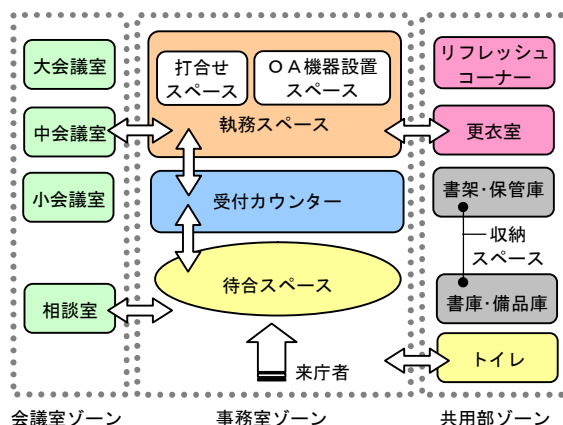 大会議室
中会議室
小会議室
相談室
会議室ゾーン
打合せ
スペース
ＯＡ機器設置
スペース
執務スペース
受付カウンター
待合スペース
来庁者
事務室ゾーン
リフレッシュ
コーナー
更衣室
書架・保管庫
収納
スペース
書庫・備品庫
トイレ
共用部ゾーン